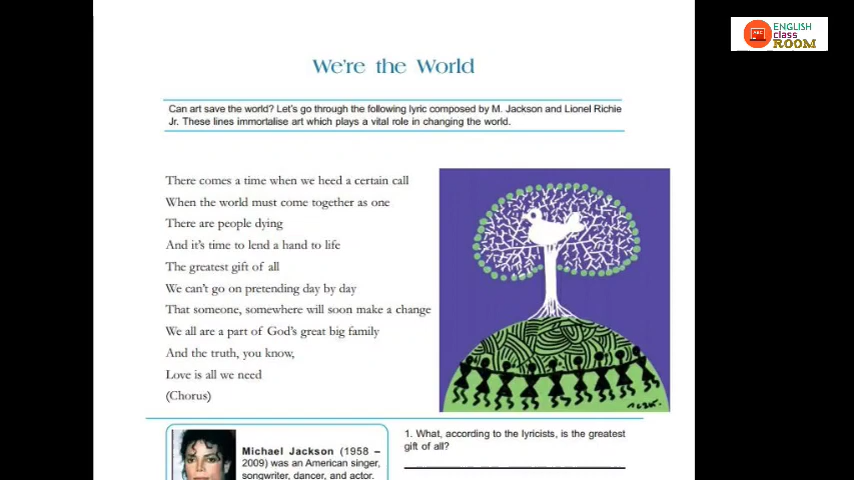 ENGLISH
class
ROOM
ABC
We're the World
Can art save the world? Let's go through the following lyric composed by M. Jackson and Lionel Richie
Jr. These lines immortalise art which plays a vital role in changing the world.
There comes a time when we heed a certain call
When the world must come together as one
There are people dying
And it's time to lend a hand to life
The greatest gift of all
We can't go on pretending day by day
That someone, somewhere will soon make a change
We all are a part of God's great big family
And the truth, you know,
Love is all we need
(Chorus)
Michael Jackson (1958 –
2009) was an American singer,
songwriter, dancer, and actor.
1. What, according to the lyricists, is the greatest
gift of all?